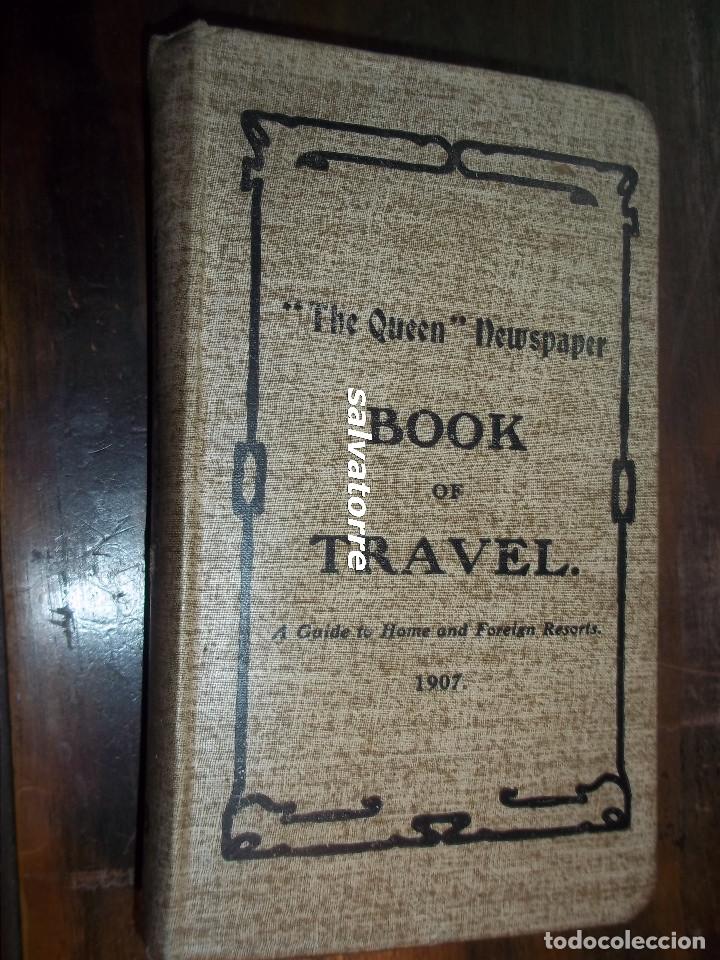 "The Queen" Newspaper
BOOK
OF
TRAVEL.
A Guide to Home and Foreign Resorts.
1907.
salvatorre
todocoleccion